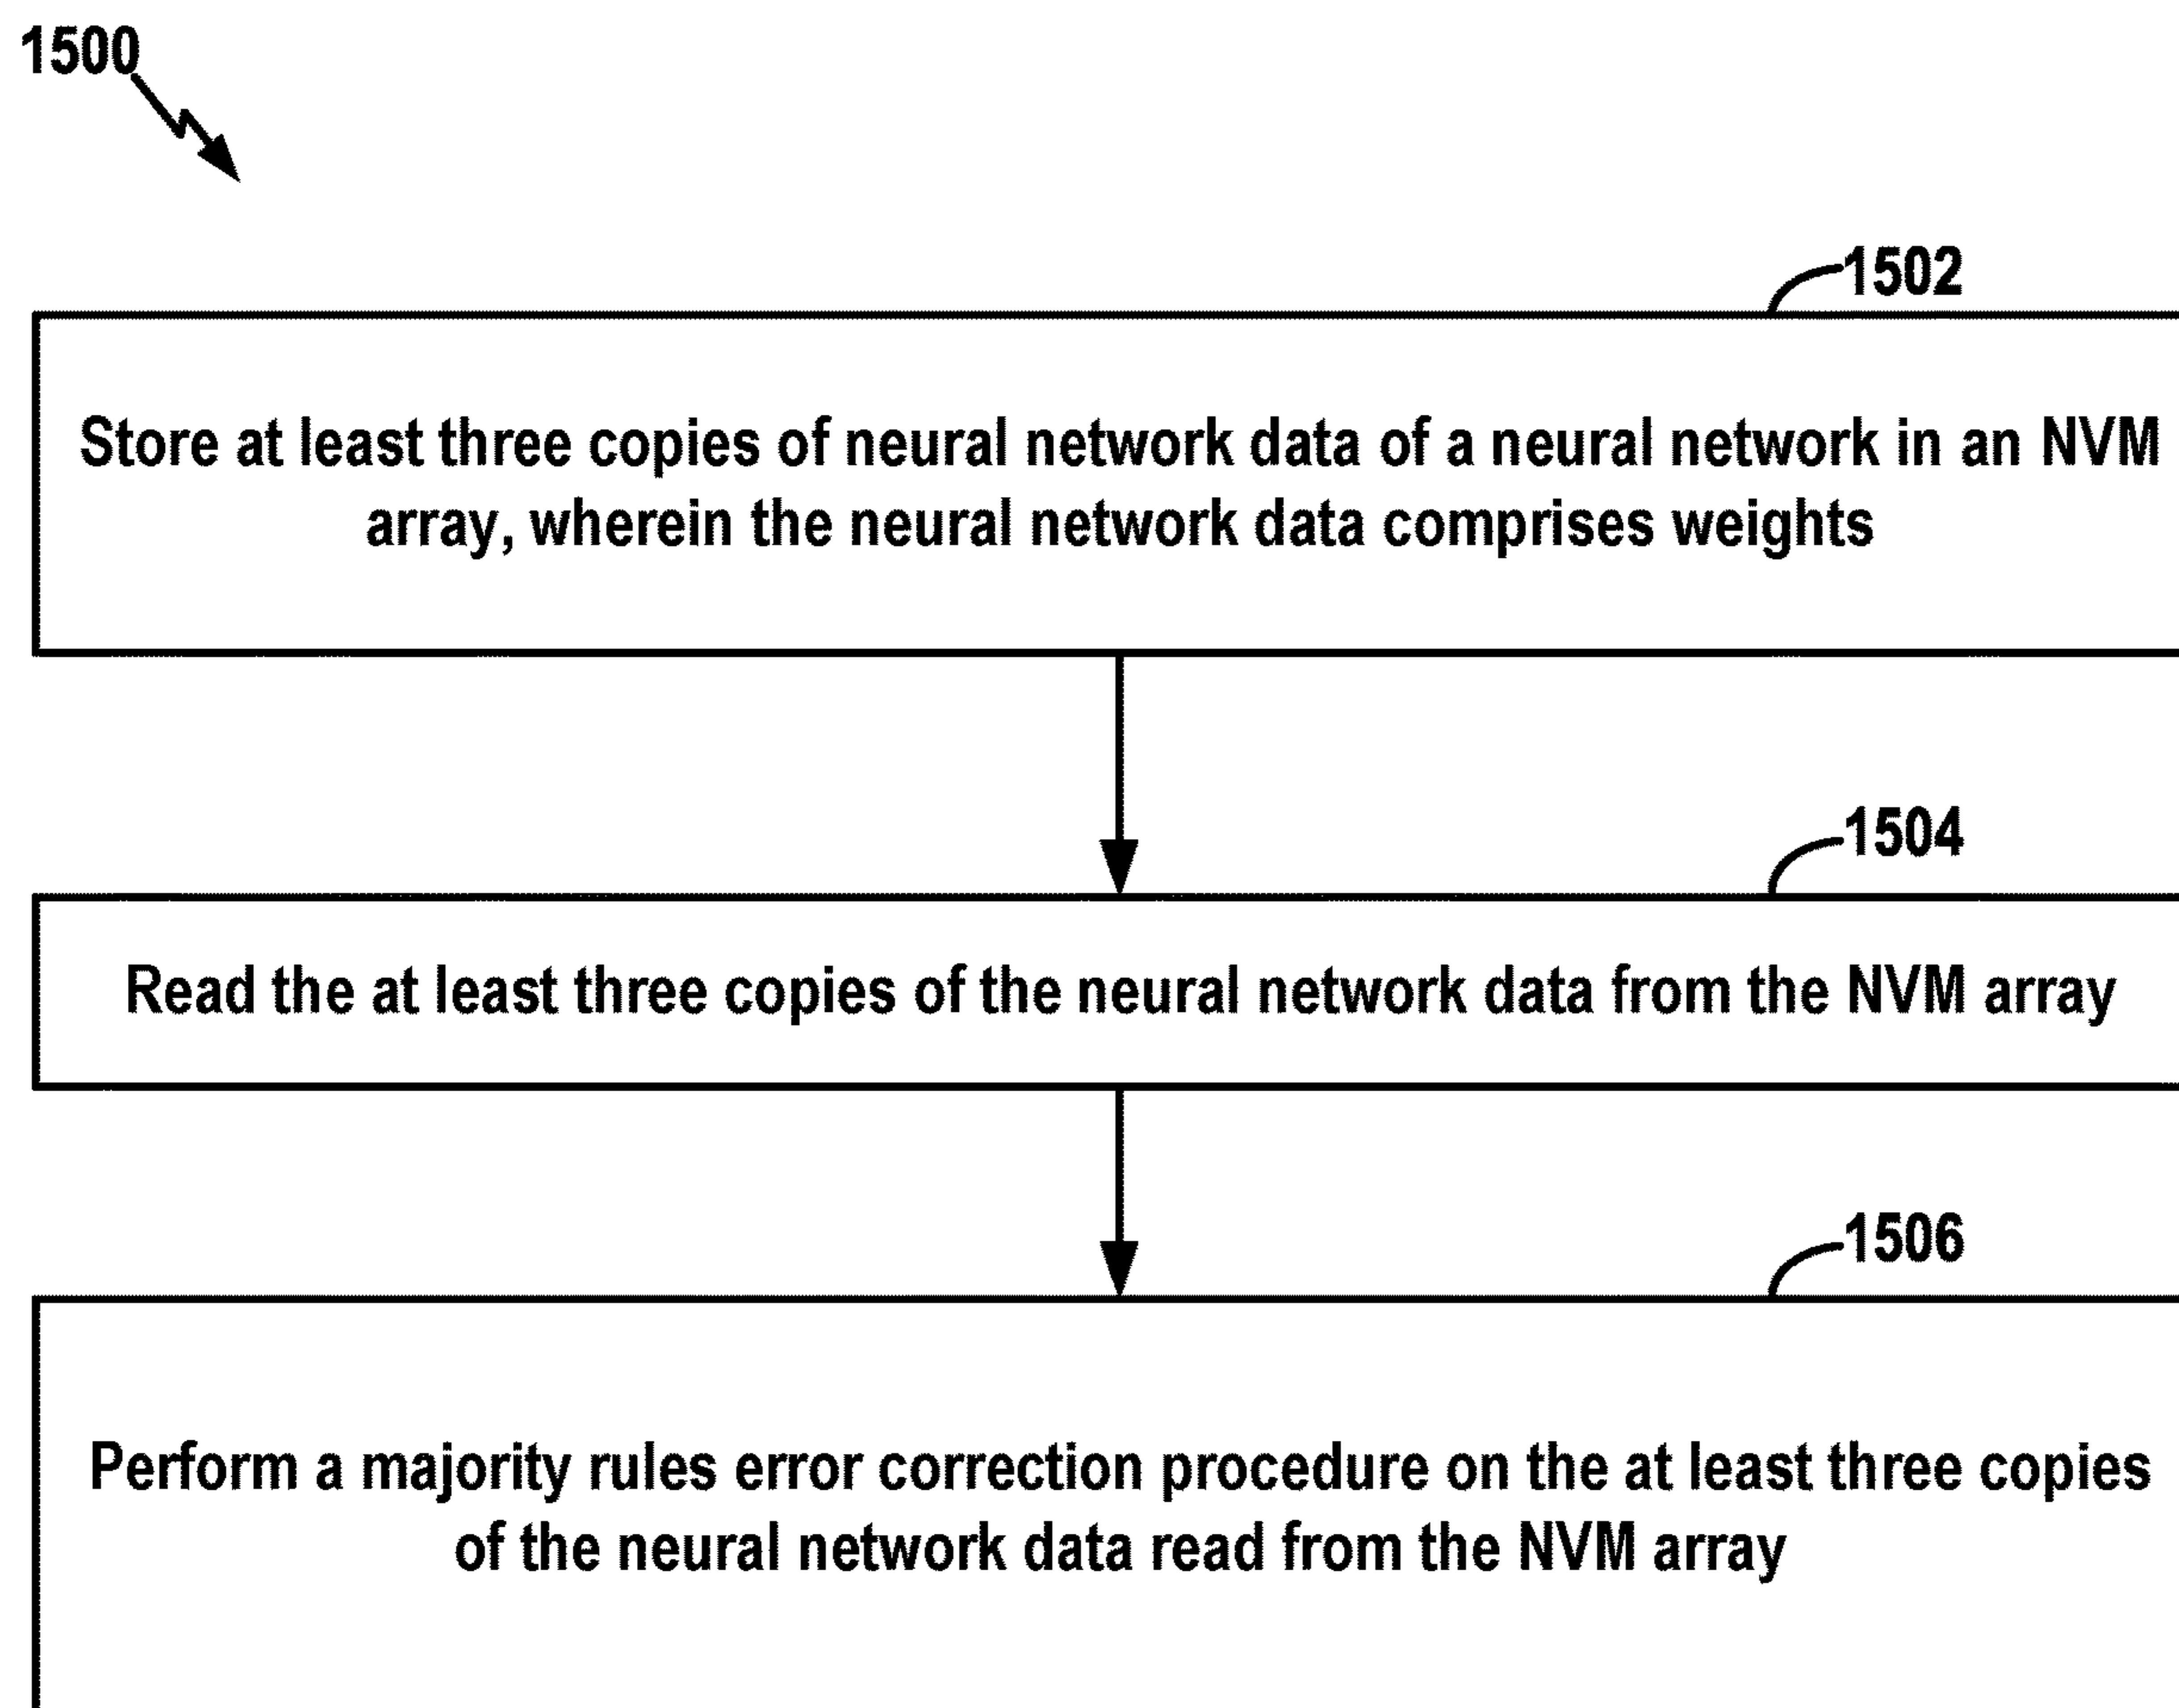 1500
1502
Store at least three copies of neural network data of a neural network in an NVM
array, wherein the neural network data comprises weights
1504
Read the at least three copies of the neural network data from the NVM array
1506
Perform a majority rules error correction procedure on the at least three copies
of the neural network data read from the NVM array